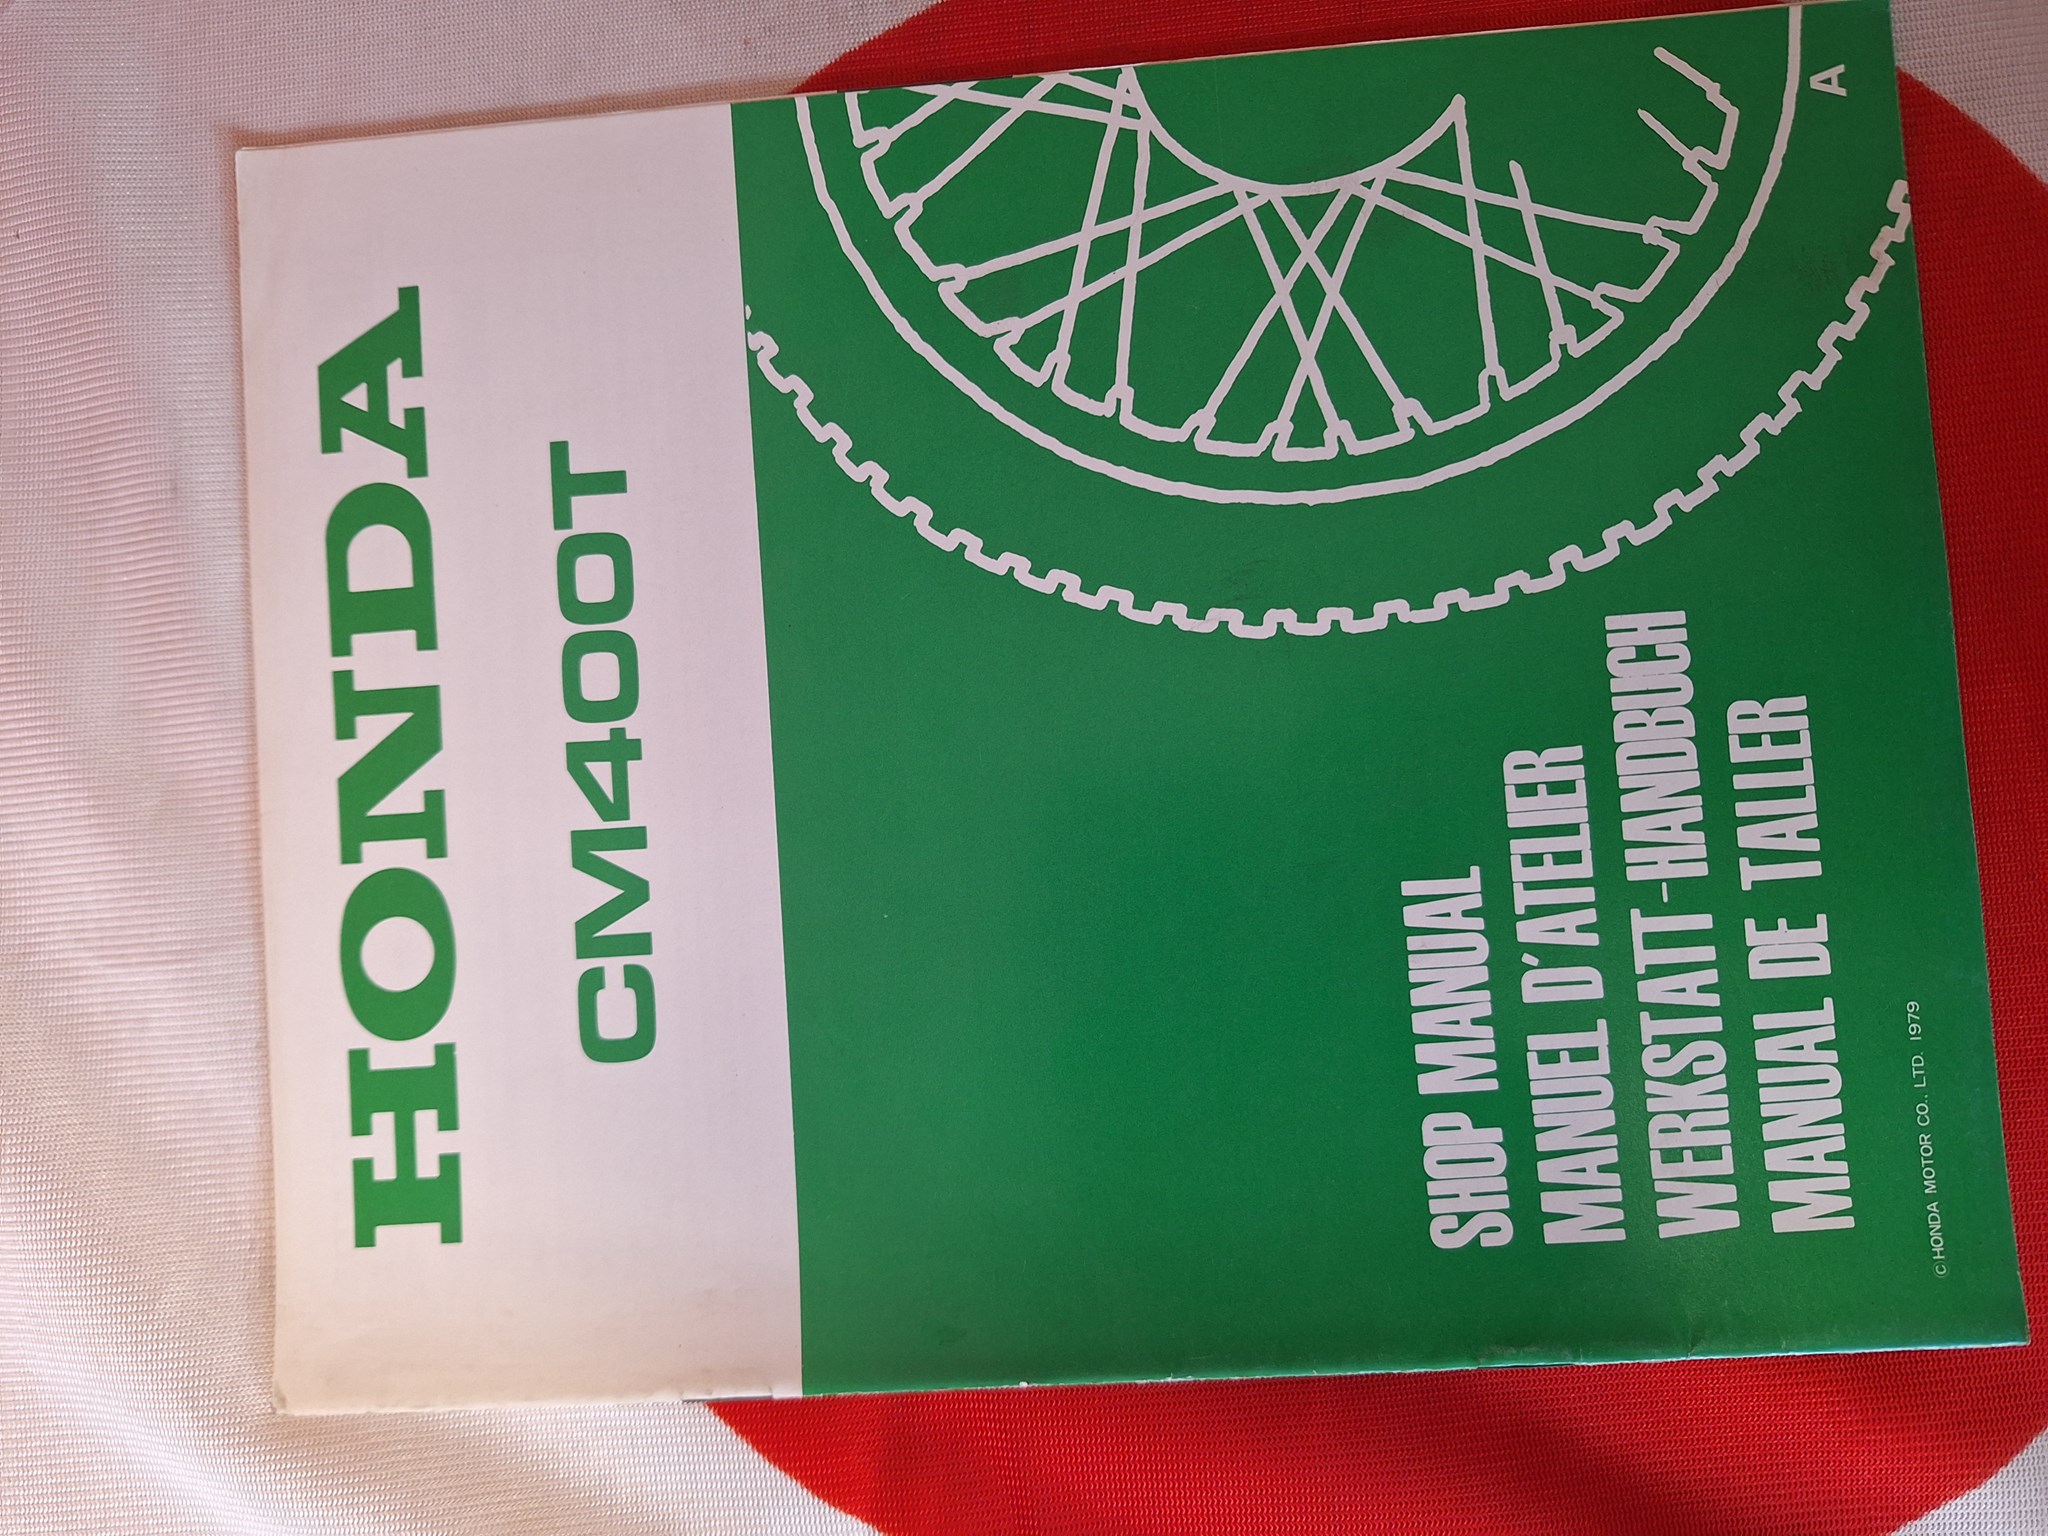 HONDA
CM400T
A
SHOP MANUAL
MANUEL D´ATELIER
WERKSTATT-HANDBUCH
MANUAL DE TALLER
(C) HONDA MOTOR CO., LTD. 1979